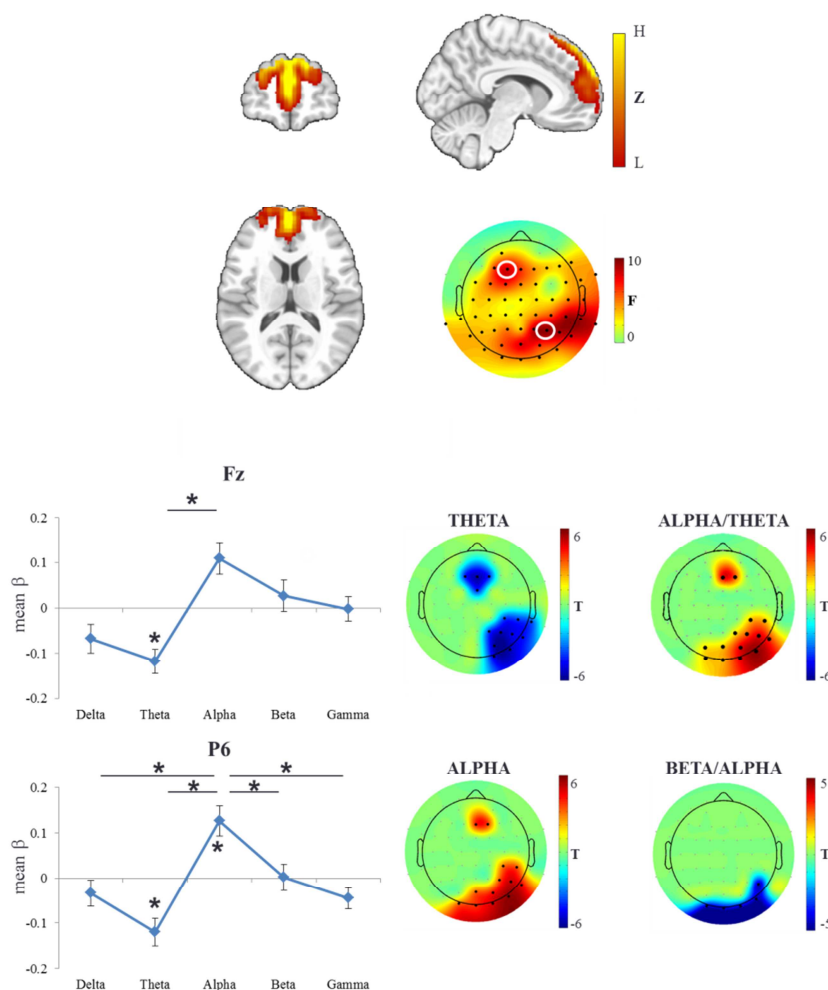 H
Z
L
10
F
0
Fz
*
0.2
0.1
0
-0.1
-0.2
mean β
*
Delta Theta Alpha Beta Gamma
THETA
6
T
-6
ALPHA/THETA
6
T
-6
P6
* *
* *
0.2
0.1
0
-0.1
-0.2
mean β
*
*
Delta Theta Alpha Beta Gamma
ALPHA
6
T
-6
BETA/ALPHA
5
T
-5